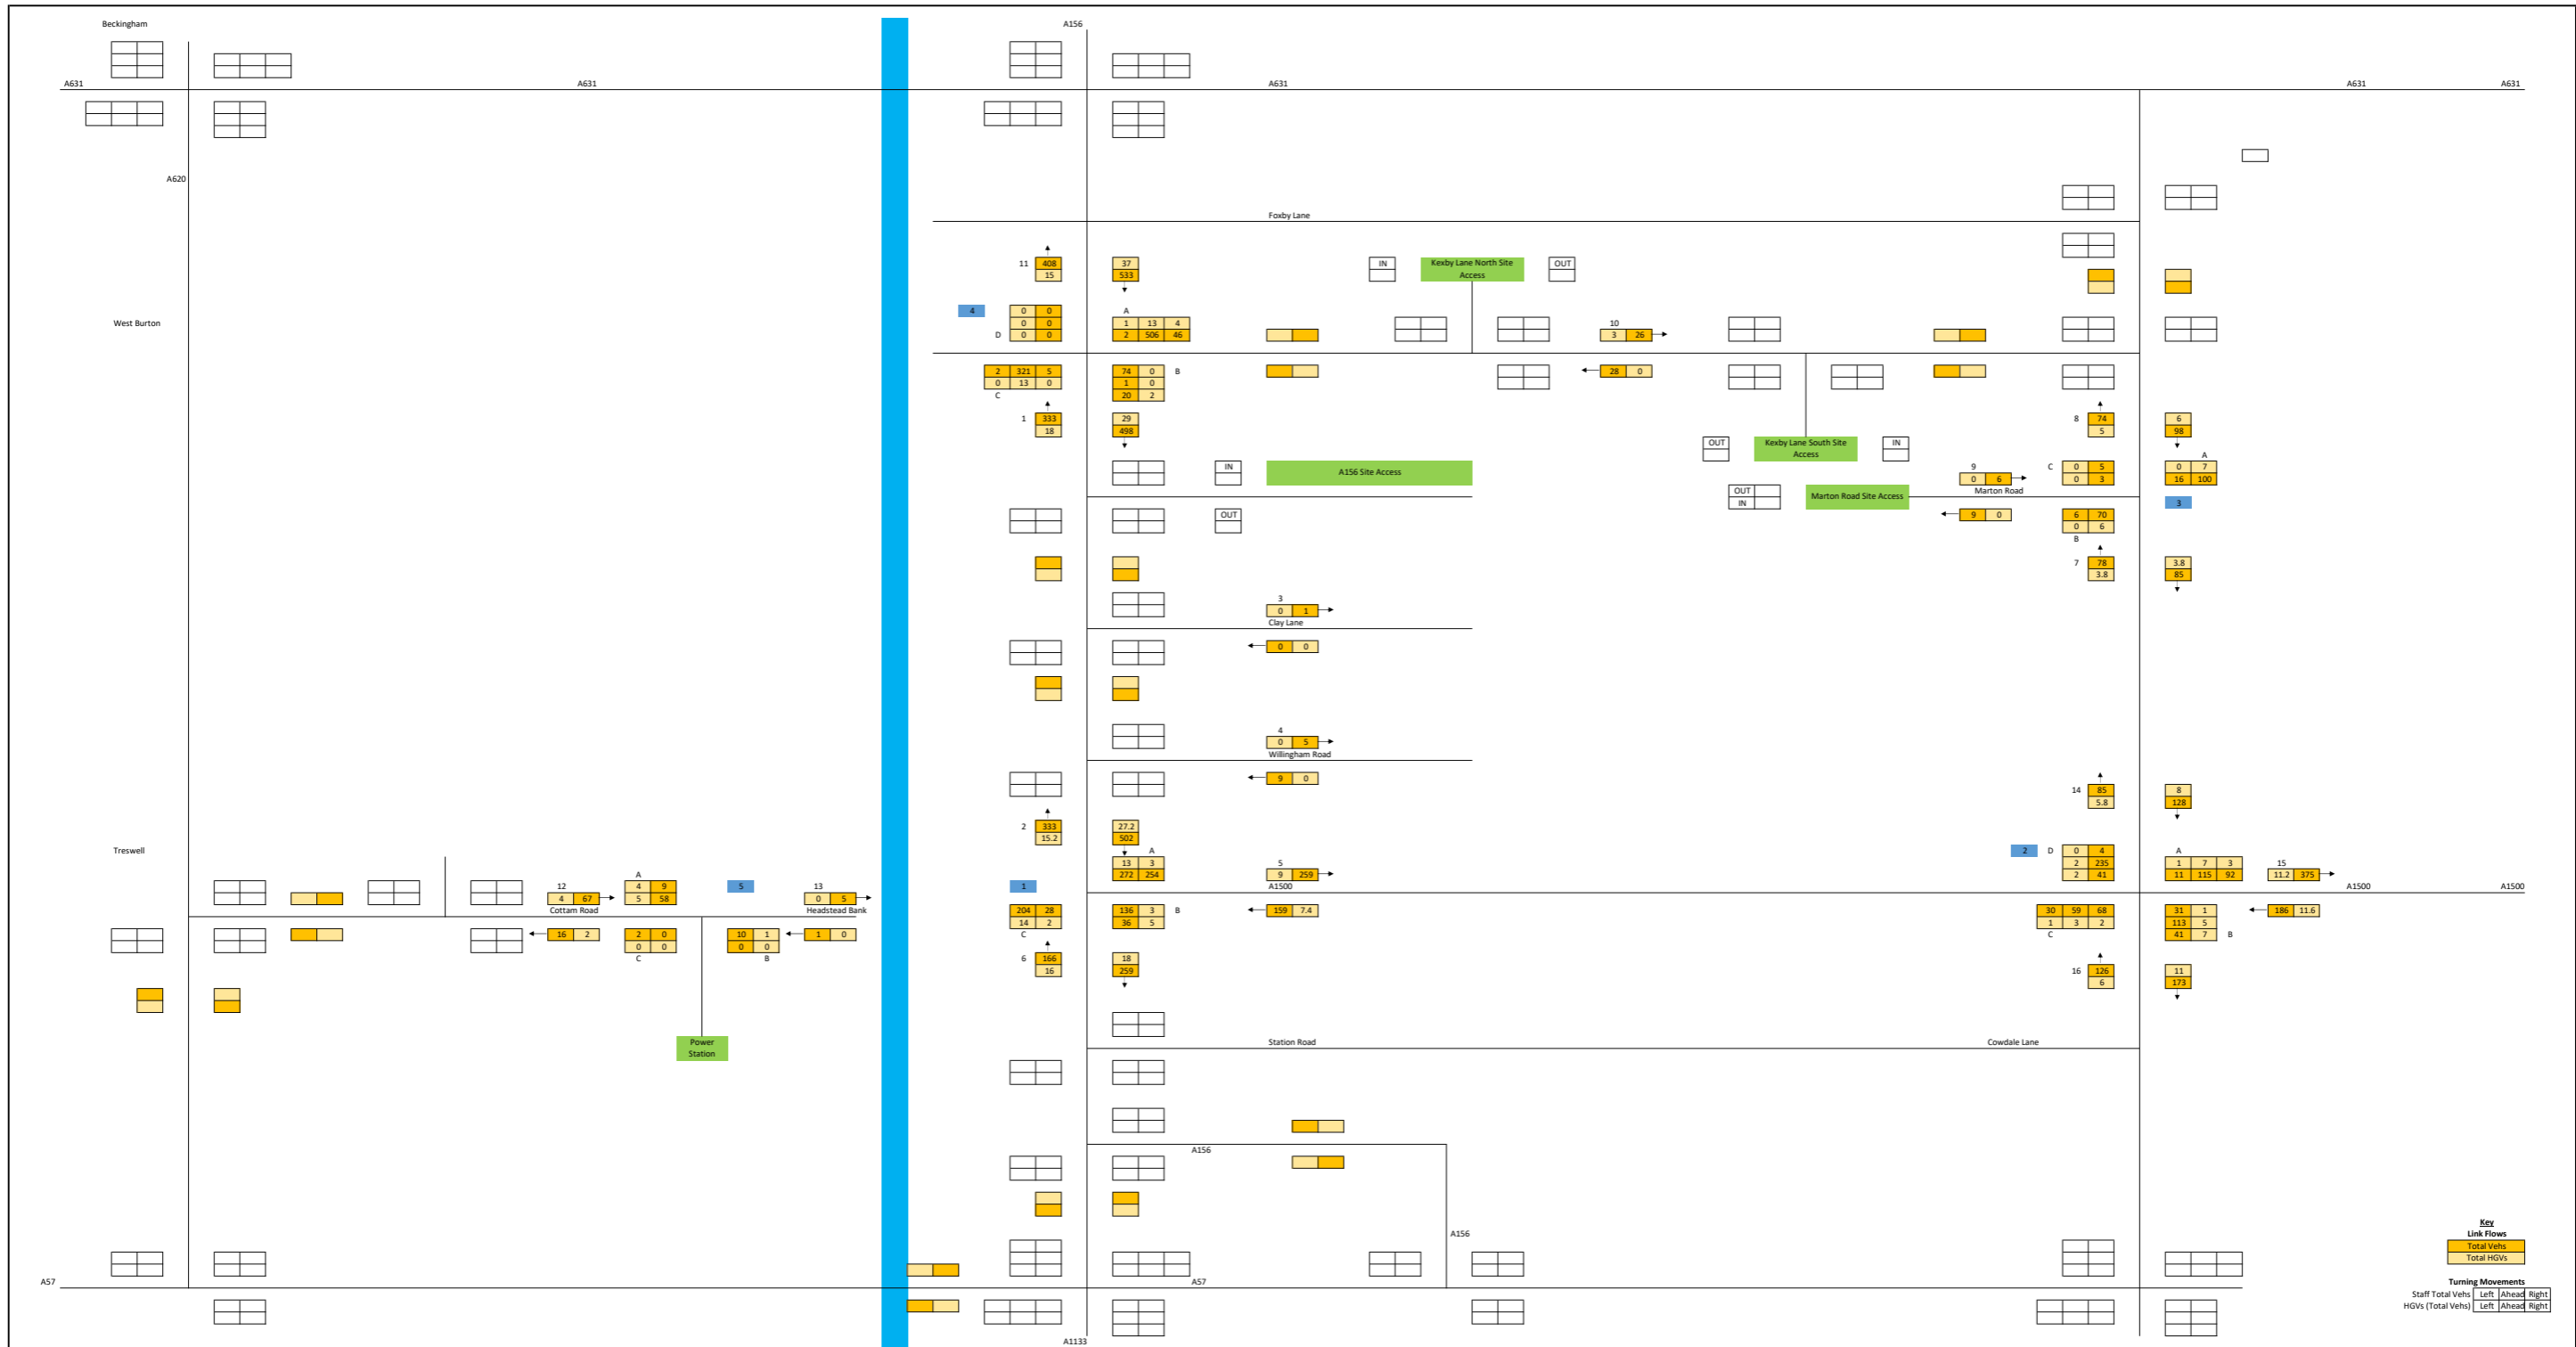 Beckingham
A156
A631
A631
A631
A631
A631
A620
Foxby Lane
11 408
15
37
533
IN
Kexby Lane North Site
Access
OUT
4
0 0
0 0
D 0 0
A
1 13 4
2 506 46
10
3 26
West Burton
2 321 5
0 13 0
C
74 0 B
1 0
20 2
28 0
1 333
18
29
498
8 74
5
6
98
IN
A156 Site Access
OUT
Kexby Lane South Site
Access
IN
9
0 6
Marton Road
C 0 5
0 3
A
0 7
16 100
OUT
IN
Marton Road Site Access
3
OUT
9 0
6 70
0 6
B
7 78
3.8
3.8
85
3
0 1
Clay Lane
0 0
4
0 5
Willingham Road
9 0
14 85
5.8
8
128
2 333
15.2
27.2
502
Treswell
A
13 3
272 254
5
9 259
A1500
2 D 0 4
2 235
2 41
A
1 7 3
11 115 92
15
11.2 375
A1500
A1500
12
4 67
Cottam Road
A
4 9
5 58
5
13
0 5
Headstead Bank
1
16 2
2 0
0 0
C
10 1
0 0
B
1 0
204 28
14 2
C
136 3 B
36 5
159 7.4
30 59 68
1 3 2
C
31 1
113 5
41 7 B
186 11.6
6 166
16
18
259
16 126
6
11
173
Power
Station
Station Road
Cowdale Lane
A156
A156
A57
A57
A1133
Key
Link Flows
Total Vehs
Total HGVs
Turning Movements
Staff Total Vehs Left Ahead Right
HGVs (Total Vehs) Left Ahead Right